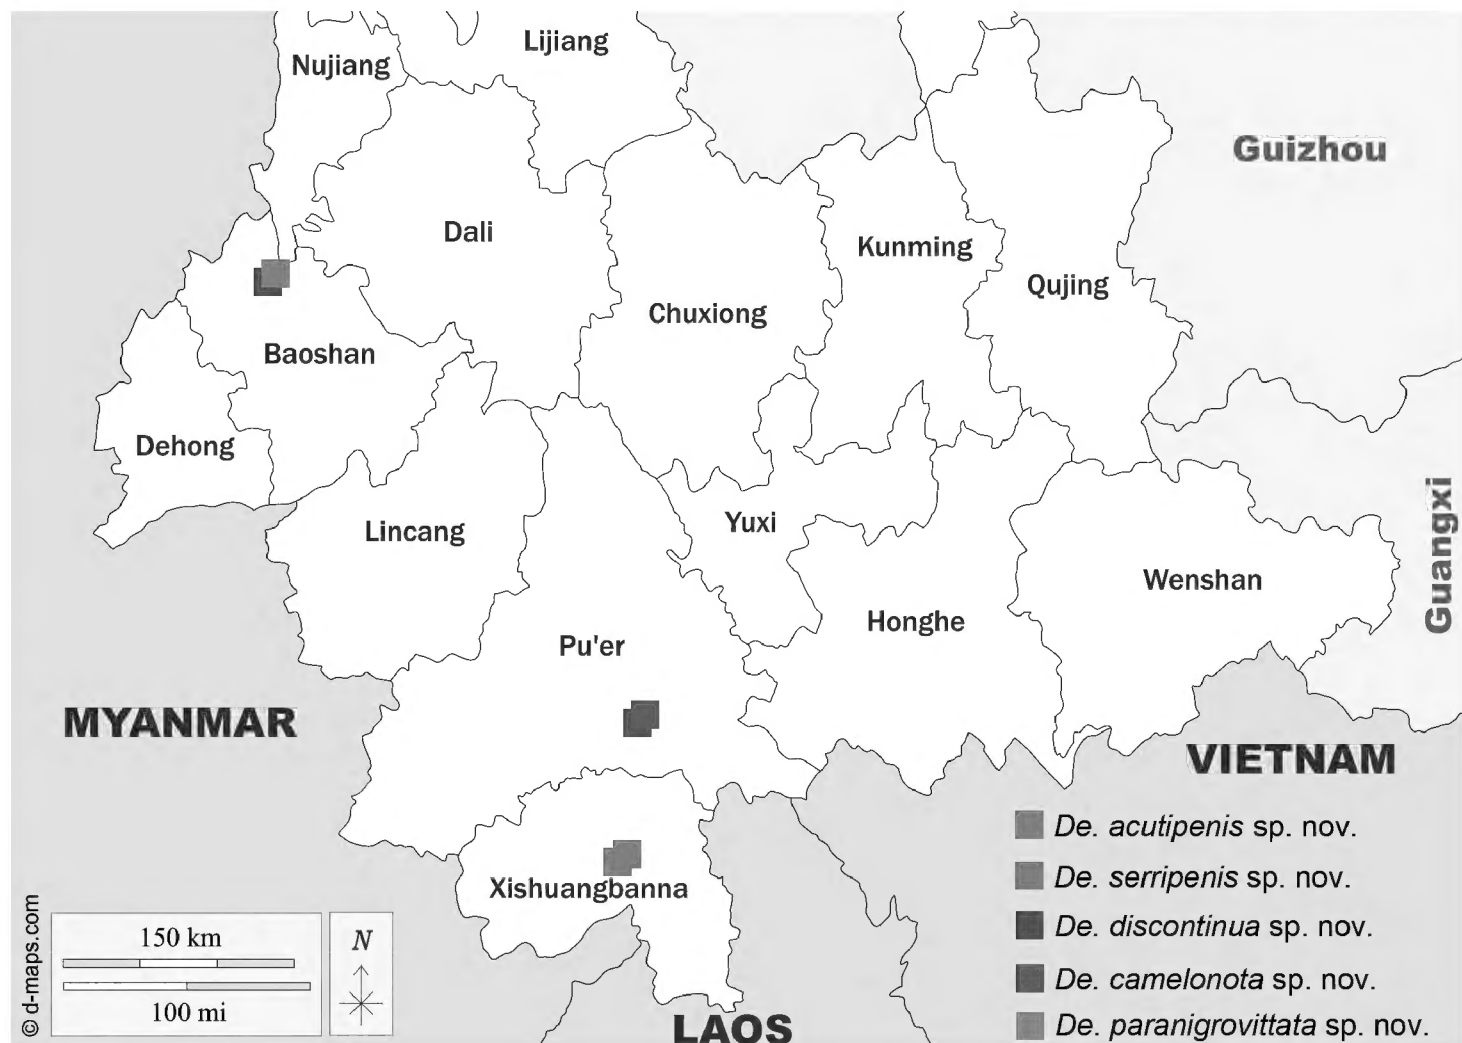 Lijiang
Nujiang
Guizhou
Dali
Kunming
Qujing
Chuxiong
Baoshan
Dehong
Guangxi
Yuxi
Lincang
Wenshan
Honghe
Pu'er
MYANMAR
VIETNAM
Xishuangbanna
De. acutipenis sp. nov.
De. serripenis sp. nov.
De. discontinua sp. nov.
De. camelonota sp. nov.
De. paranigrovittata sp. nov.
© d-maps.com
150 km
100 mi
N
LAOS